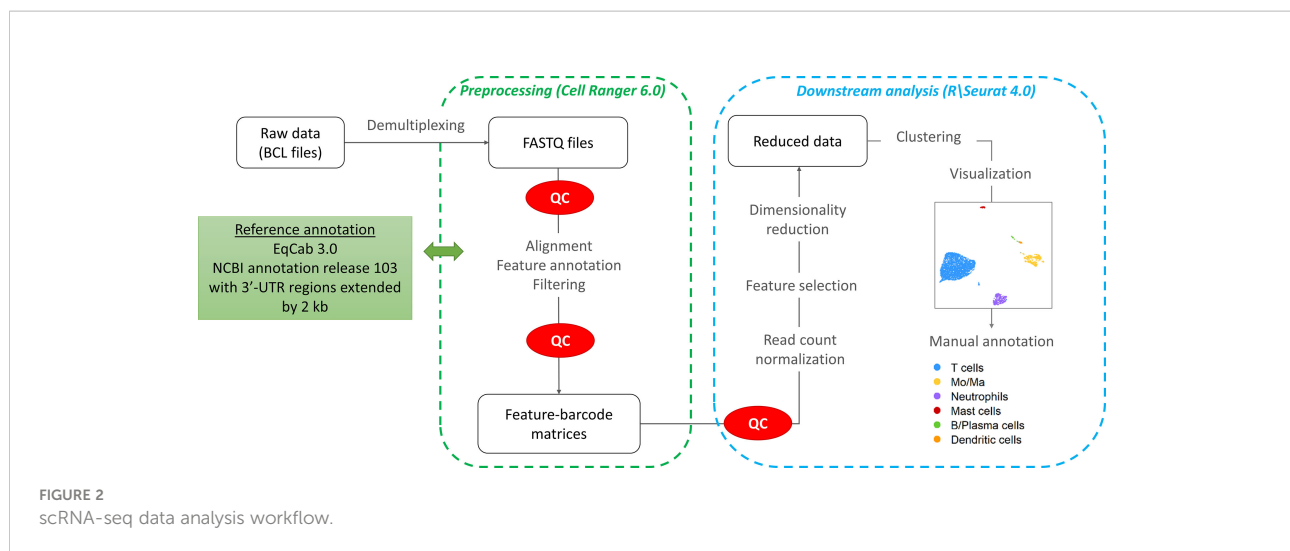 Preprocessing (Cell Ranger 6.0)
Downstream analysis (R\Seurat 4.0)
Raw data
(BCL files)
Demultiplexing
FASTQ files
QC
Reference annotation
EqCab 3.0
NCBI annotation release 103
with 3’-UTR regions extended
by 2 kb
Alignment
Feature annotation
Filtering
QC
Feature-barcode
matrices
QC
Read count
normalization
Feature selection
Dimensionality
reduction
Reduced data
Clustering
Visualization
Manual annotation
T cells
Mo/Ma
Neutrophils
Mast cells
B/Plasma cells
Dendritic cells
FIGURE 2
scRNA-seq data analysis workflow.